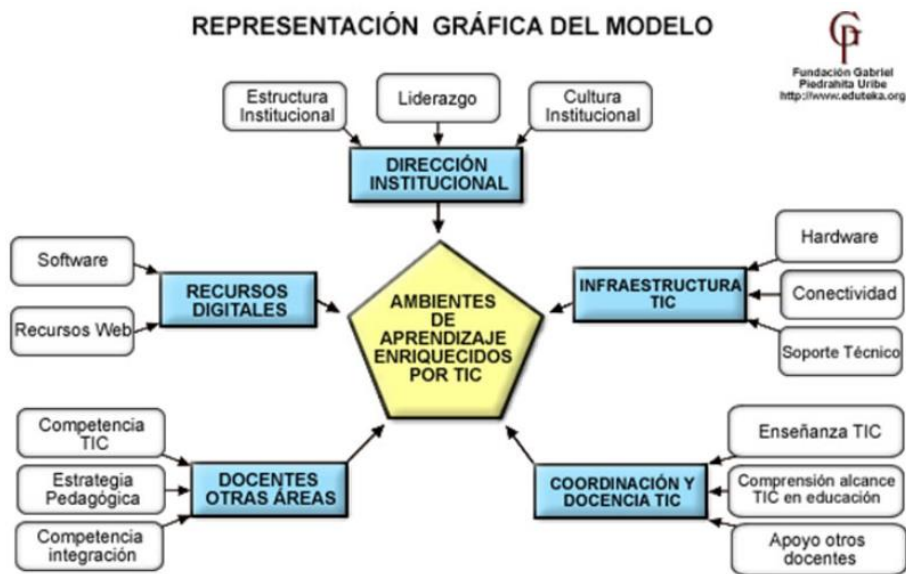 REPRESENTACIÓN GRÁFICA DEL MODELO
Fundación Gabriel
Piedrahita Uribe
http://www.eduteka.org
Estructura
Institucional
Liderazgo
Cultura
Institucional
DIRECCIÓN
INSTITUCIONAL
Software
Recursos Web
RECURSOS
DIGITALES
AMBIENTES
DE
APRENDIZAJE
ENRIQUECIDOS
POR TIC
INFRAESTRUCTURA
TIC
Hardware
Conectividad
Soporte Técnico
Competencia
TIC
Estrategia
Pedagógica
Competencia
integración
DOCENTES
OTRAS ÁREAS
COORDINACIÓN Y
DOCENCIA TIC
Enseñanza TIC
Comprensión alcance
TIC en educación
Apoyo otros
docentes